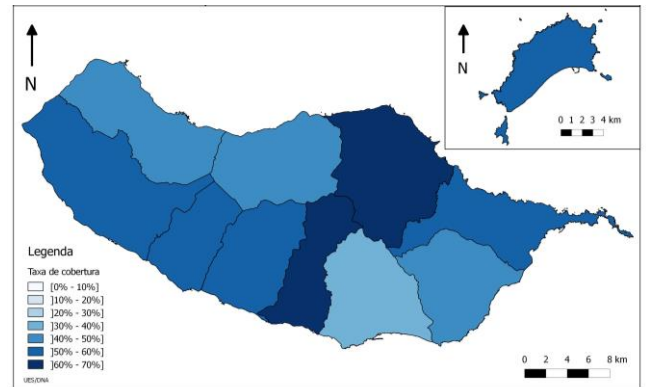 N
N
0 1 2 3 4 km
Legenda
Taxa de cobertura
[0% - 10%]
]10% - 20%]
]20% - 30%]
]30% - 40%]
]40% - 50%]
]50% - 60%]
]60% - 70%]
UES/DNA
0 2 4 6 8 km